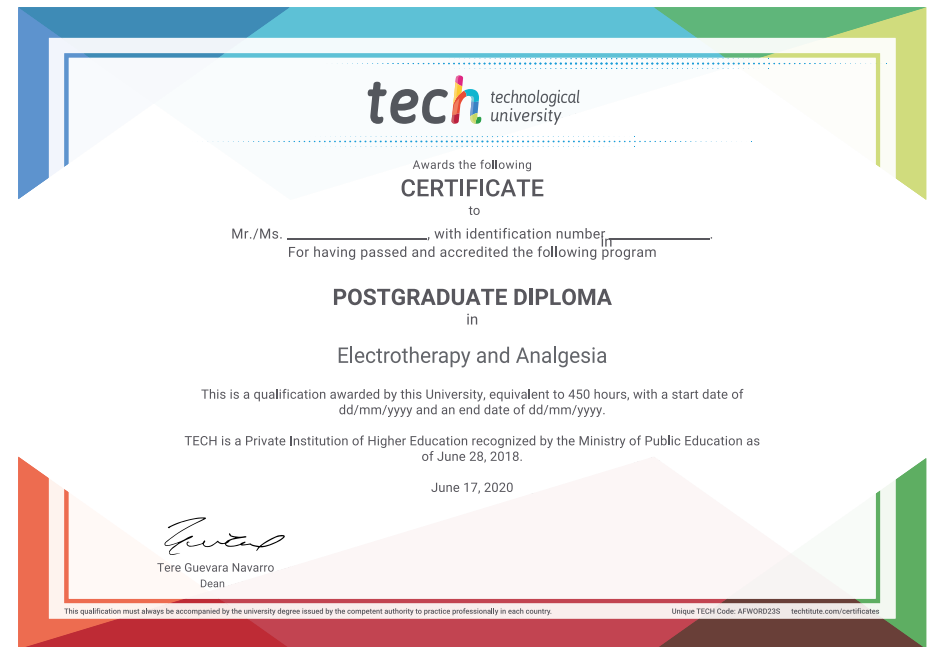 tech technological
university
Awards the following
CERTIFICATE
to
Mr./Ms. ____________________, with identification number ______________.
in
For having passed and accredited the following program
POSTGRADUATE DIPLOMA
in
Electrotherapy and Analgesia
This is a qualification awarded by this University, equivalent to 450 hours, with a start date of
dd/mm/yyyy and an end date of dd/mm/yyyy.
TECH is a Private Institution of Higher Education recognized by the Ministry of Public Education as
of June 28, 2018.
June 17, 2020
Tere Guevara Navarro
Dean
This qualification must always be accompanied by the university degree issued by the competent authority to practice professionally in each country. Unique TECH Code: AFWORD23S techtitute.com/certificates